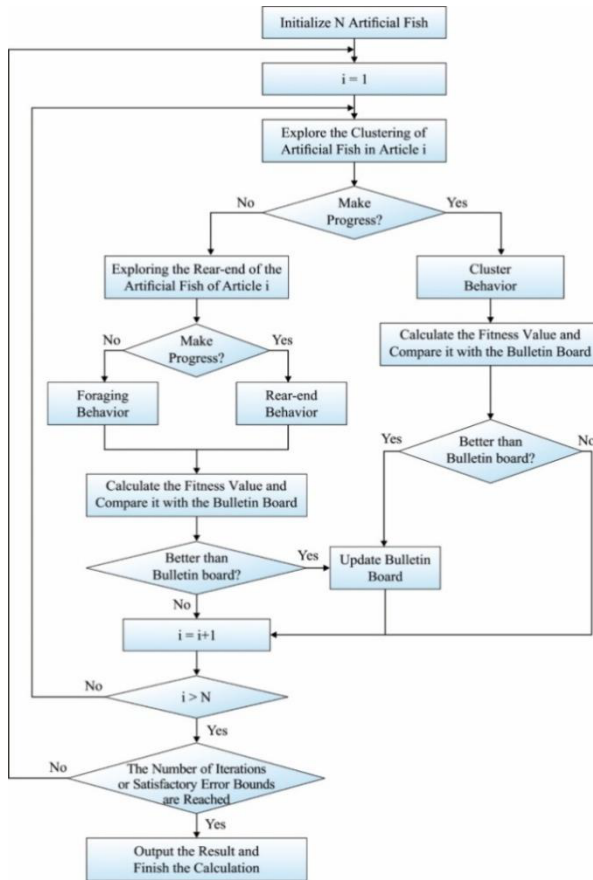 Initialize N Artificial Fish
i = 1
Explore the Clustering of
Artificial Fish in Article i
No
Make
Progress?
Yes
Exploring the Rear-end of the
Artificial Fish of Article i
Cluster
Behavior
No
Make
Progress?
Yes
Calculate the Fitness Value and
Compare it with the Bulletin Board
Foraging
Behavior
Rear-end
Behavior
Yes
Better than
Bulletin board?
No
Calculate the Fitness Value and
Compare it with the Bulletin Board
Better than
Bulletin board?
Yes
Update Bulletin
Board
No
i = i+1
No
i > N
Yes
No
The Number of Iterations
or Satisfactory Error Bounds
are Reached
Yes
Output the Result and
Finish the Calculation